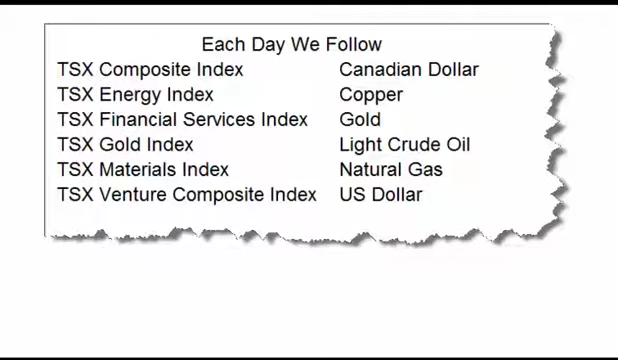 Each Day We Follow
TSX Composite Index Canadian Dollar
TSX Energy Index Copper
TSX Financial Services Index Gold
TSX Gold Index Light Crude Oil
TSX Materials Index Natural Gas
TSX Venture Composite Index US Dollar